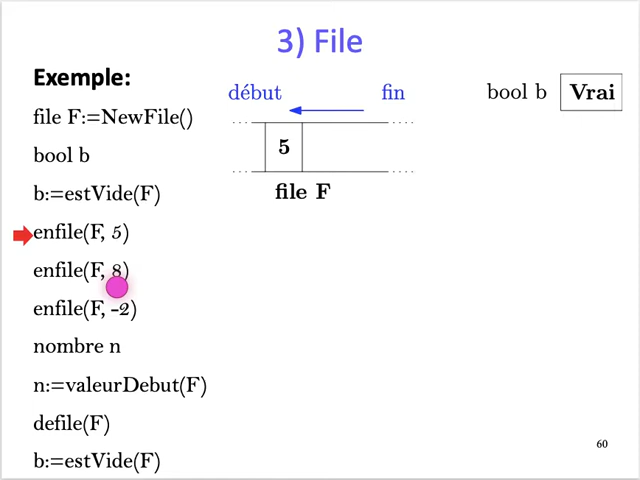 3) File
Exemple:
file F:=NewFile()
bool b
b:=estVide(F)
enfile(F, 5)
enfile(F, 8)
enfile(F, -2)
nombre n
n:=valeurDebut(F)
defile(F)
b:=estVide(F)
début fin
5
file F
bool b Vrai
60